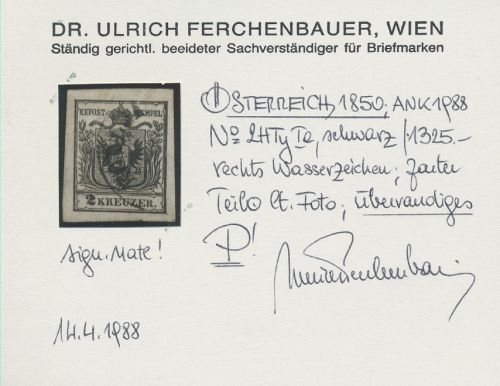 DR. ULRICH FERCHENBAUER, WIEN
Ständig gerichtl. beeideter Sachverständiger für Briefmarken
KKPOST-STEMPEL
2 KREUZER.
ÖSTERREICH, 1850; ANK 1988
No 2HTyIa, schwarz /1325.-
rechts Wasserzeichen; zarter
Teilo lt. Foto; überrandiges
P!
sign. Mate!
14.4.1988